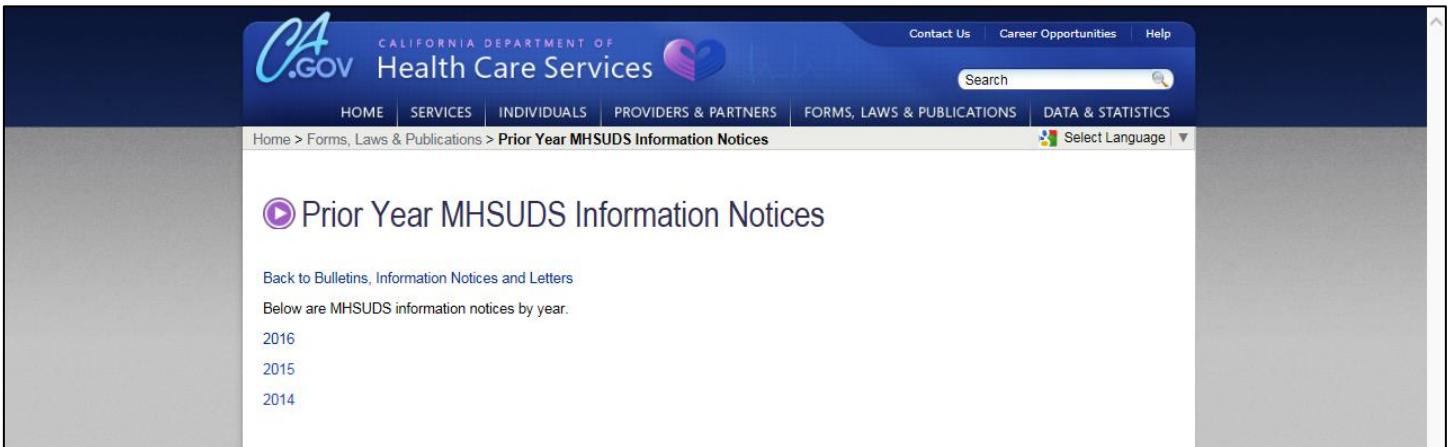 Contact Us Career Opportunities Help
CA
.GOV
CALIFORNIA DEPARTMENT OF
Health Care Services
Search
HOME SERVICES INDIVIDUALS PROVIDERS & PARTNERS FORMS, LAWS & PUBLICATIONS DATA & STATISTICS
Home > Forms, Laws & Publications > Prior Year MHSUDS Information Notices
Select Language ▼
Prior Year MHSUDS Information Notices
Back to Bulletins, Information Notices and Letters
Below are MHSUDS information notices by year.
2016
2015
2014